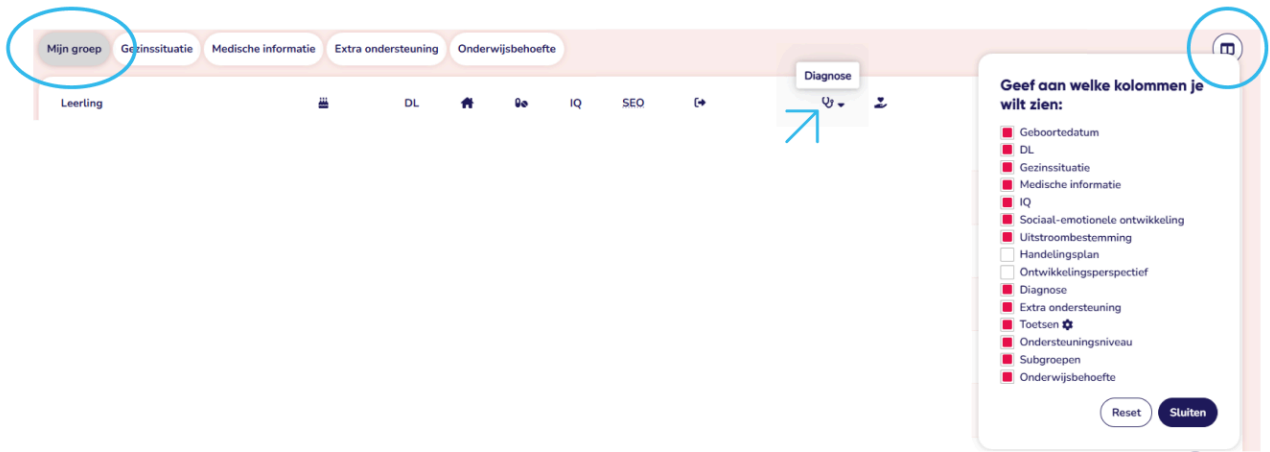 Mijn groep Gezinssituatie Medische informatie Extra ondersteuning Onderwijsbehoefte
Diagnose
Leerling DL IQ SEO
Geef aan welke kolommen je
wilt zien:
Geboortedatum
DL
Gezinssituatie
Medische informatie
IQ
Sociaal-emotionele ontwikkeling
Uitstroombestemming
Handelingsplan
Ontwikkelingsperspectief
Diagnose
Extra ondersteuning
Toetsen
Ondersteuningsniveau
Subgroepen
Onderwijsbehoefte
Reset Sluiten